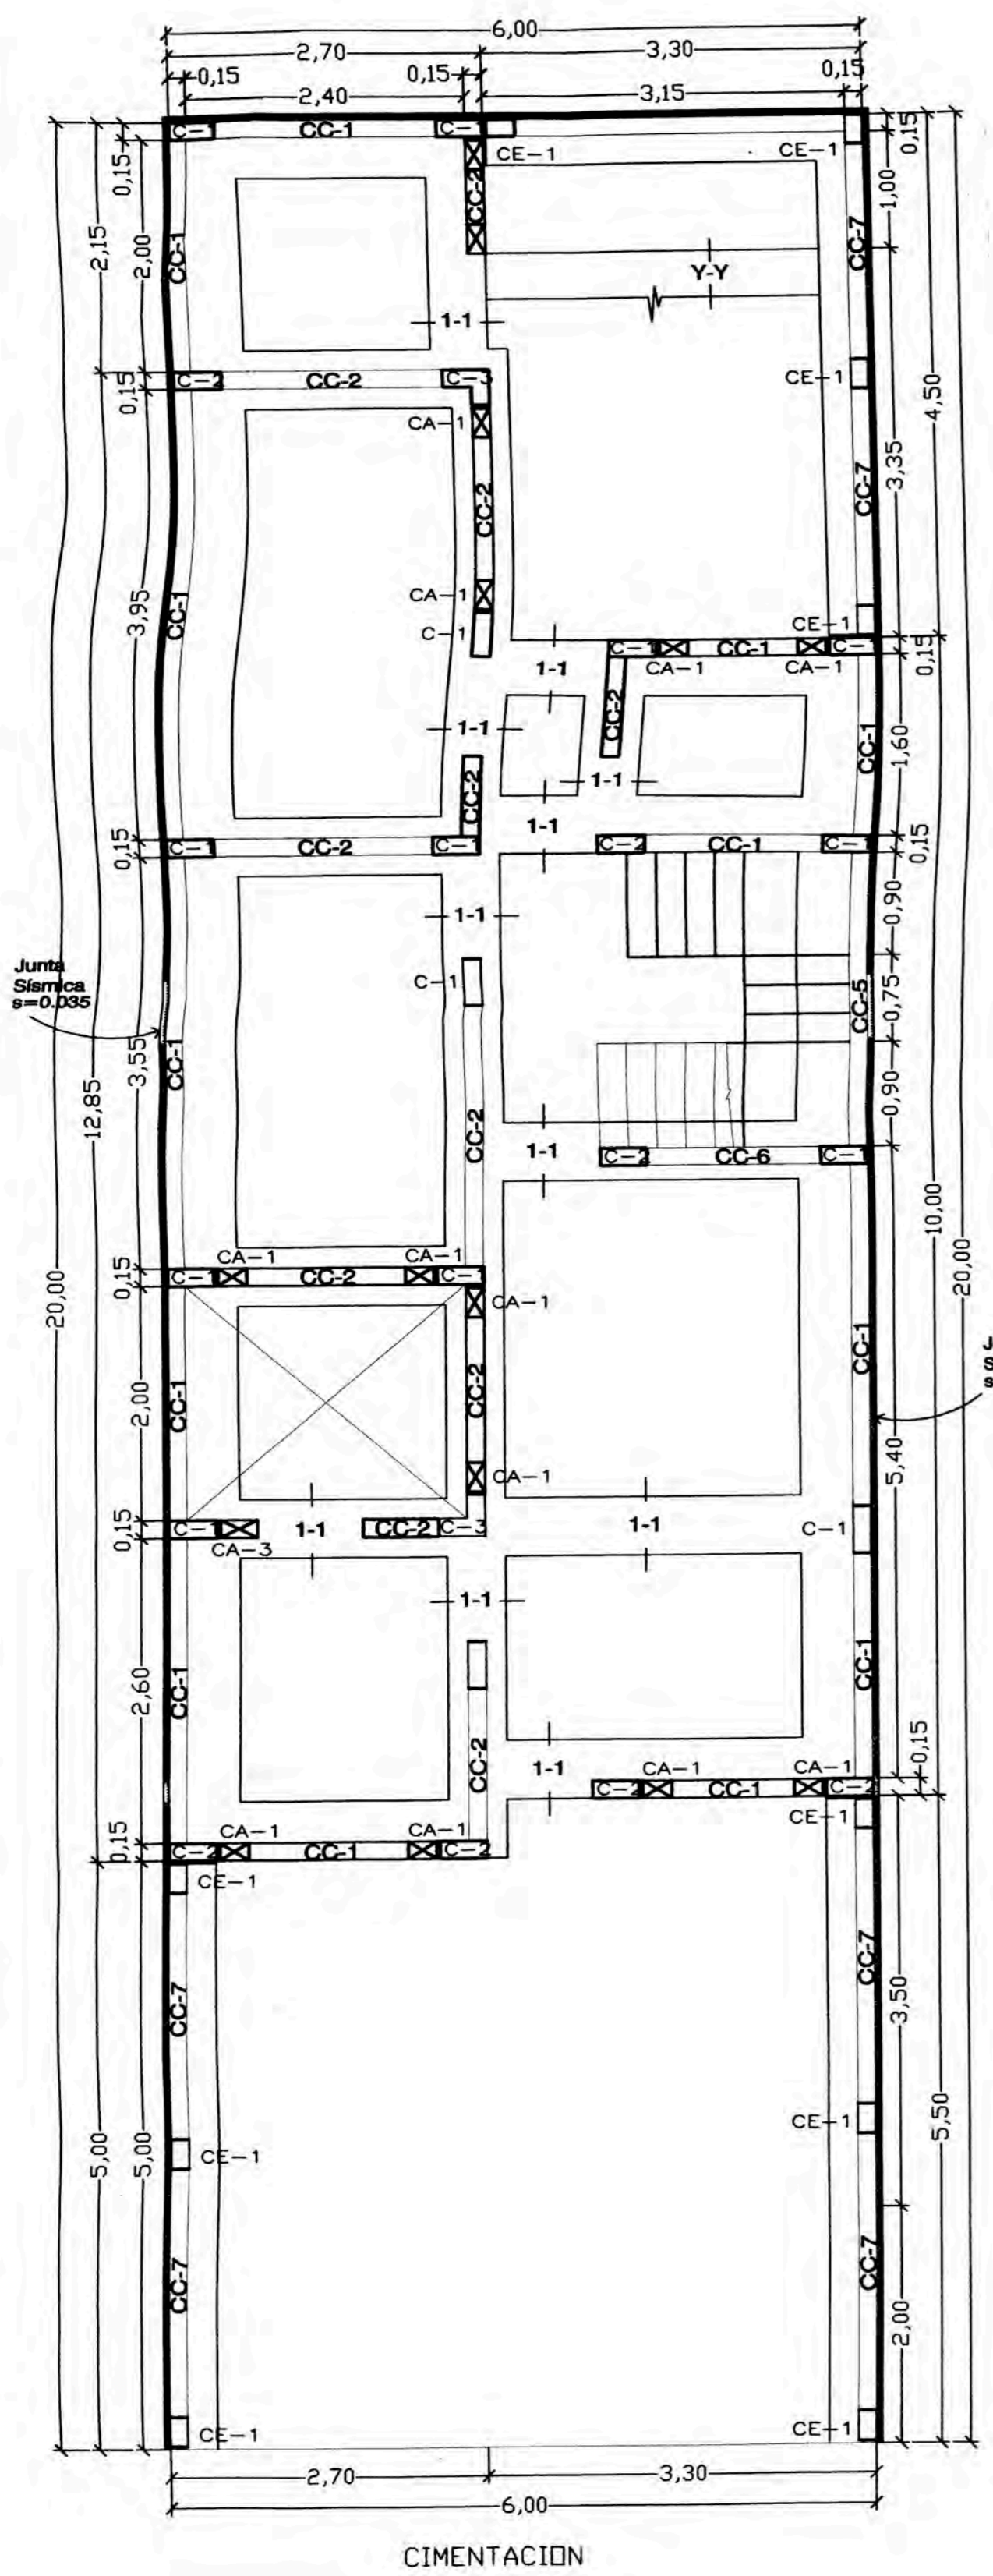 6,00
2,70
3,30
0,15
0,15
0,15
2,40
3,15
C-1
CC-1
C-1
CE-1
CE-1
0,15
0,15
1,00
CC-2
CC-1
CC-7
2,15
2,00
Y-Y
1-1
C-2
CC-2
C-3
CE-1
0,15
4,50
CA-1
3,35
CC-2
CC-7
3,95
CC-1
CA-1
C-1
CE-1
C-1
CC-1
C-1
0,15
1-1
CA-1
CA-1
CC-2
1-1
CC-1
1,60
1-1
CC-2
1-1
0,15
C-1
CC-2
C-1
C-2
CC-1
C-1
0,15
0,90
1-1
Junta
Sísmica
s=0.035
C-1
CC-5
0,75
3,55
CC-1
12,85
CC-2
0,90
1-1
C-2
CC-6
C-1
10,00
20,00
20,00
CA-1
CA-1
0,15
C-1
CC-2
C-1
CA-1
J
S
s
CC-1
2,00
CC-1
CC-2
5,40
CA-1
0,15
C-1
1-1
CC-2
C-3
1-1
C-1
CA-3
1-1
2,60
CC-1
CC-1
CC-2
0,15
1-1
CA-1
CA-1
C-2
CC-1
C-2
CE-1
CA-1
CA-1
0,15
C-2
CC-1
C-2
CE-1
CC-7
CC-7
3,50
5,00
5,00
CE-1
CE-1
5,50
CC-7
CC-7
2,00
CE-1
CE-1
2,70
3,30
6,00
CIMENTACION